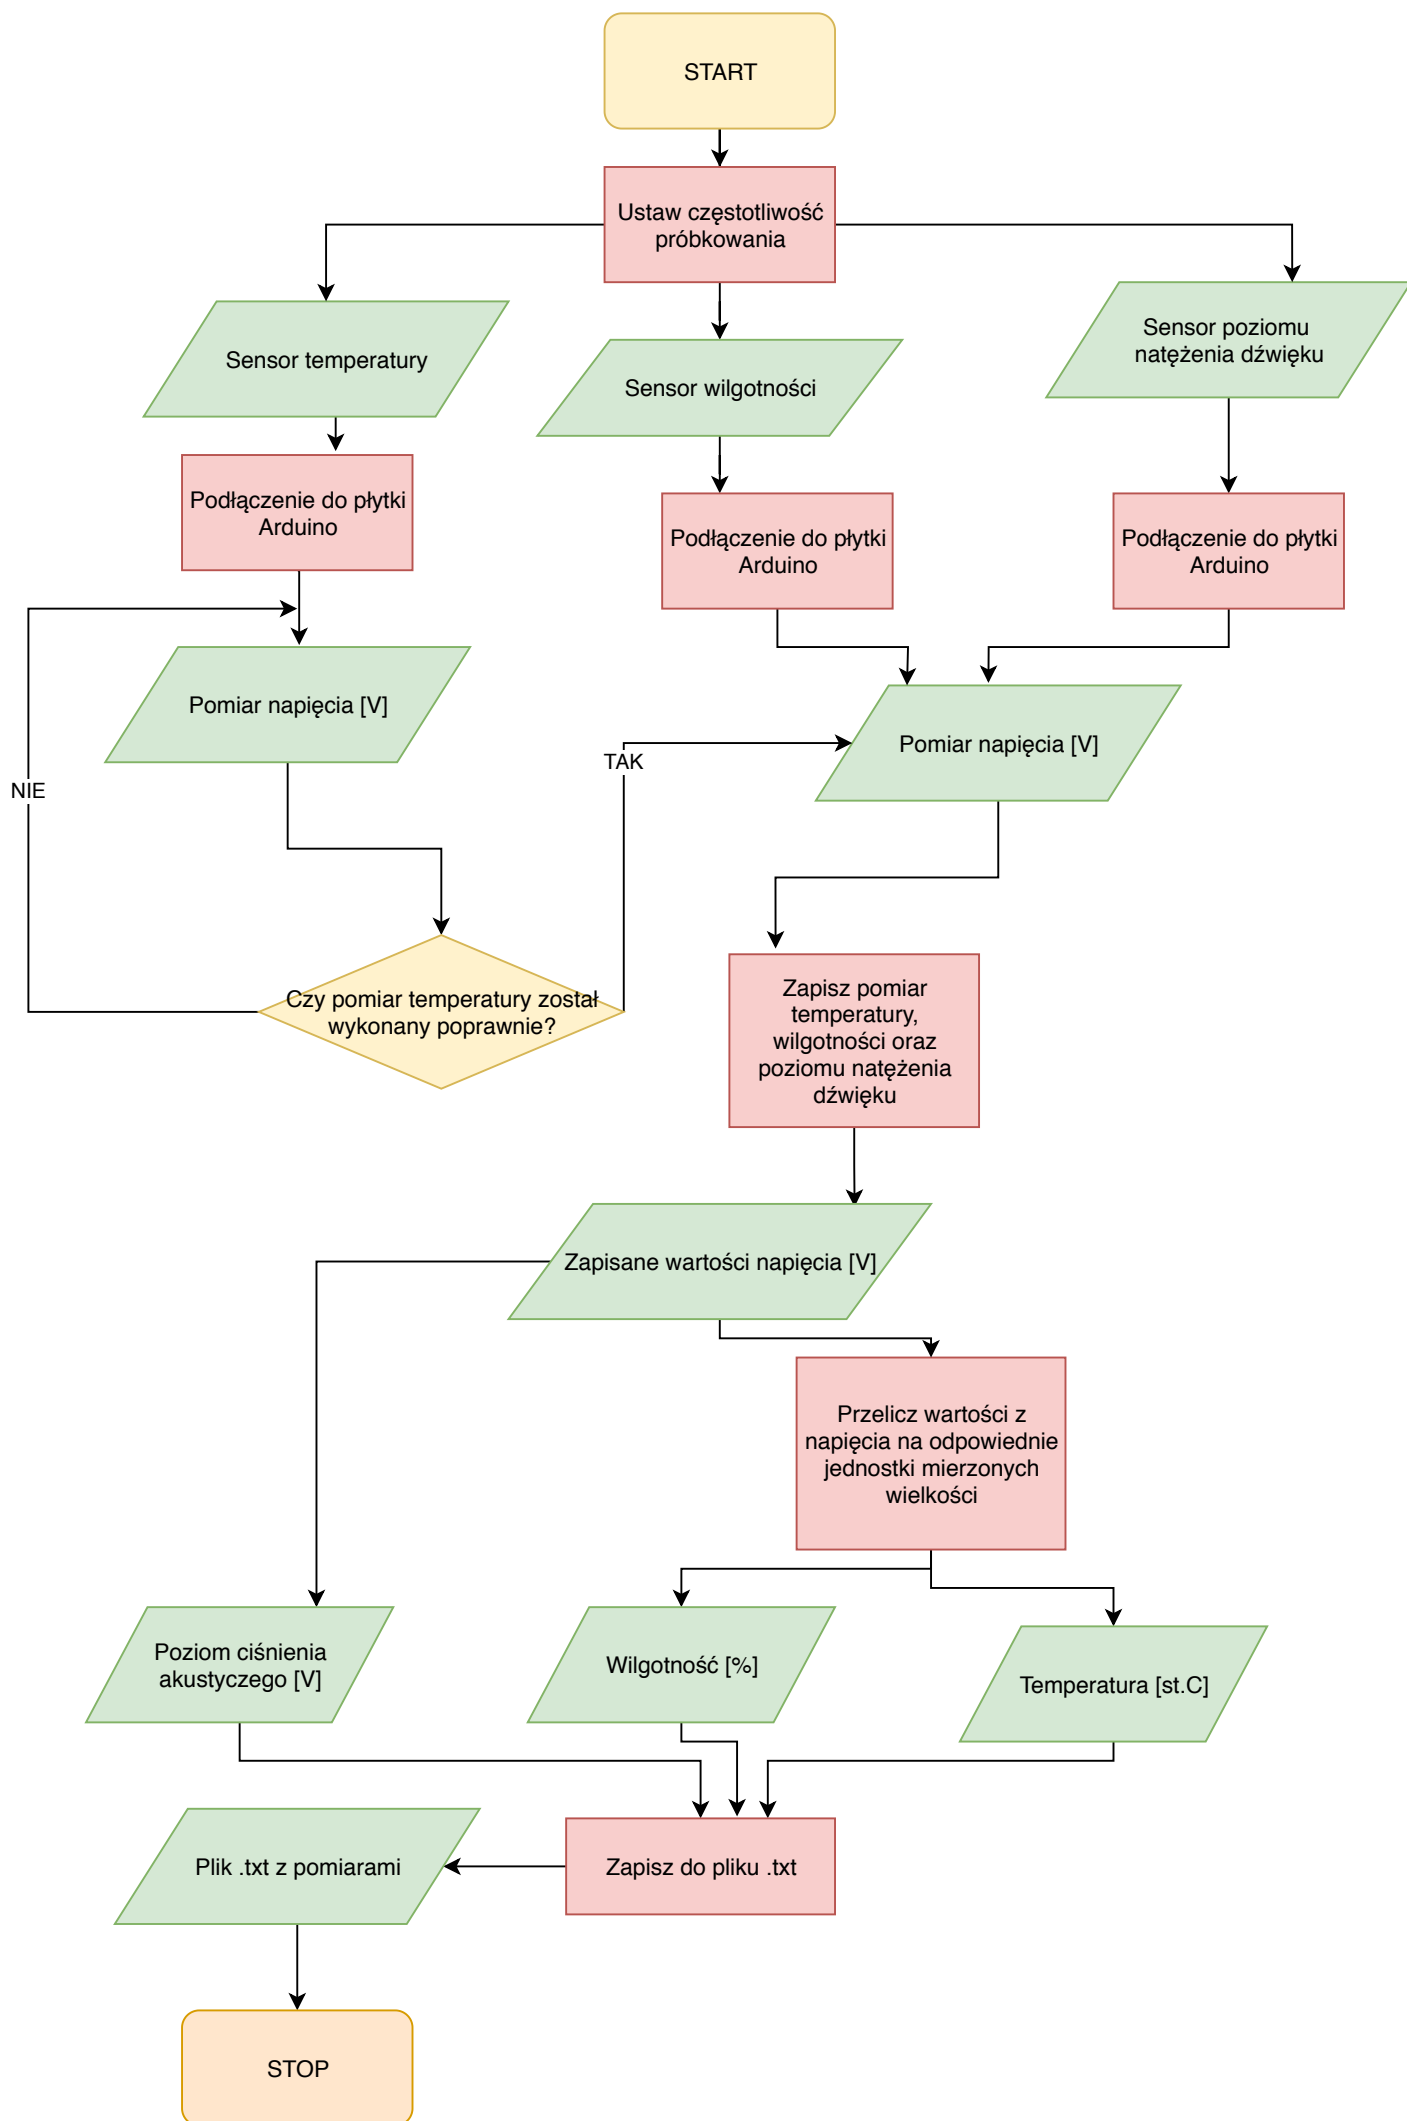 START
Ustaw częstotliwość
próbkowania
Sensor temperatury
Sensor wilgotności
Sensor poziomu
natężenia dźwięku
Podłączenie do płytki
Arduino
Podłączenie do płytki
Arduino
Podłączenie do płytki
Arduino
Pomiar napięcia [V]
Pomiar napięcia [V]
NIE
TAK
Czy pomiar temperatury został
wykonany poprawnie?
Zapisz pomiar
temperatury,
wilgotności oraz
poziomu natężenia
dźwięku
Zapisane wartości napięcia [V]
Przelicz wartości z
napięcia na odpowiednie
jednostki mierzonych
wielkości
Poziom ciśnienia
akustyczego [V]
Wilgotność [%]
Temperatura [st.C]
Plik .txt z pomiarami
Zapisz do pliku .txt
STOP